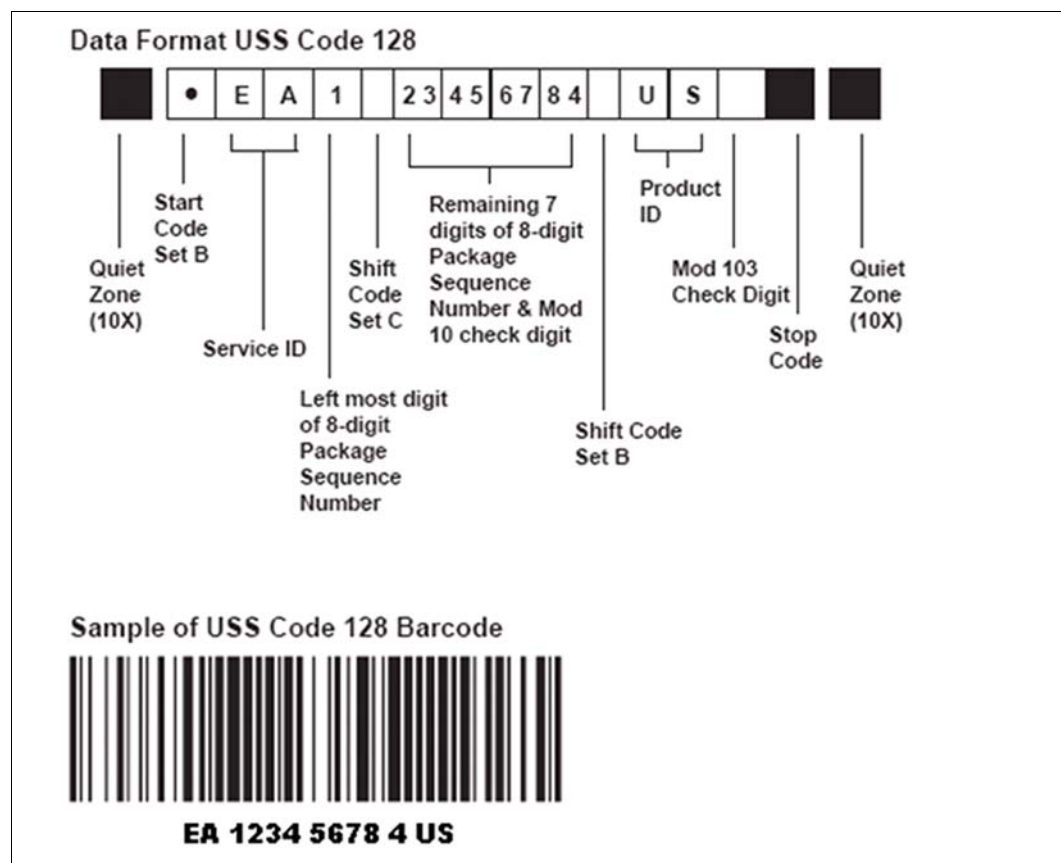 Data Format USS Code 128
• E A 1 2 3 4 5 6 7 8 4 U S
Quiet
Zone
(10X)
Start
Code
Set B
Service ID
Left most digit
of 8-digit
Package
Sequence
Number
Shift
Code
Set C
Remaining 7
digits of 8-digit
Package
Sequence
Number & Mod
10 check digit
Shift Code
Set B
Product
ID
Mod 103
Check Digit
Stop
Code
Quiet
Zone
(10X)
Sample of USS Code 128 Barcode
EA 1234 5678 4 US